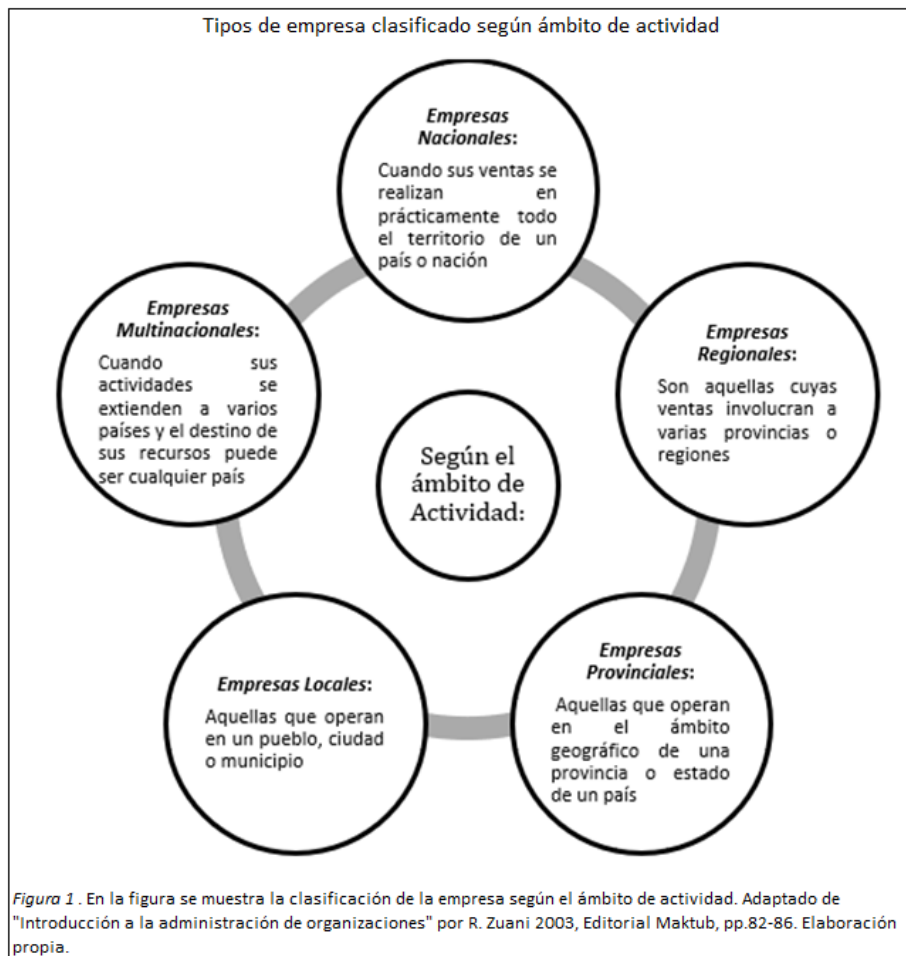 Tipos de empresa clasificado según ámbito de actividad
Empresas
Nacionales:
Cuando sus ventas se
realizan en
prácticamente todo
el territorio de un
país o nación
Empresas
Regionales:
Son aquellas cuyas
ventas involucran a
varias provincias o
regiones
Empresas
Provinciales:
Aquellas que operan
en el ámbito
geográfico de una
provincia o estado
de un país
Empresas Locales:
Aquellas que operan
en un pueblo, ciudad
o municipio
Empresas
Multinacionales:
Cuando sus
actividades se
extienden a varios
países y el destino de
sus recursos puede
ser cualquier país
Según el
ámbito de
Actividad:
Figura 1 . En la figura se muestra la clasificación de la empresa según el ámbito de actividad. Adaptado de
"Introducción a la administración de organizaciones" por R. Zuani 2003, Editorial Maktub, pp.82-86. Elaboración
propia.